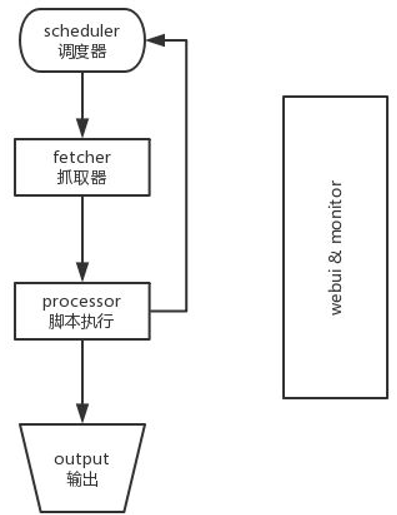 scheduler
调度器
fetcher
抓取器
processor
脚本执行
output
输出
webui & monitor